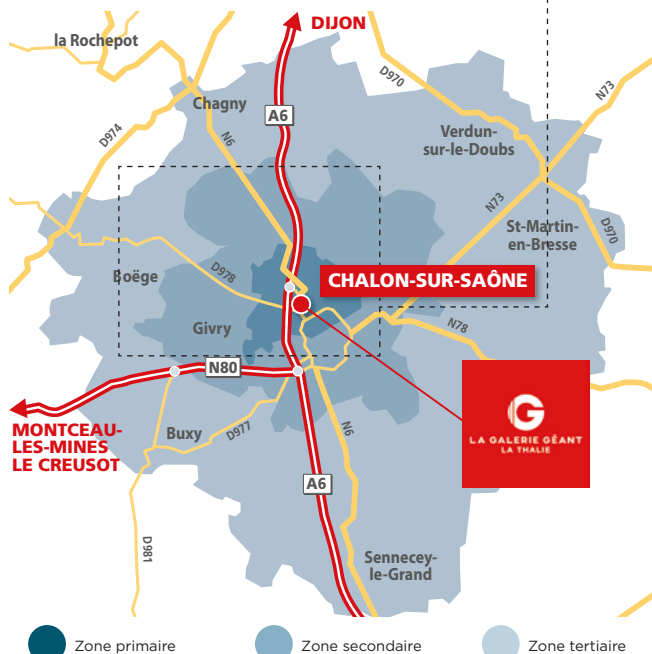 DIJON
la Rochepot
D970
N73
Chagny
A6
D974
N6
Verdun-
sur-le-Doubs
N73
St-Martin-
en-Bresse
D970
Boëge
D978
CHALON-SUR-SAÔNE
Givry
N78
N80
MONTCEAU-
LES-MINES
LE CREUSOT
Buxy
D977
N6
G
LA GALERIE GÉANT
LA THALIE
A6
D981
Sennecey-
le-Grand
Zone primaire
Zone secondaire
Zone tertiaire